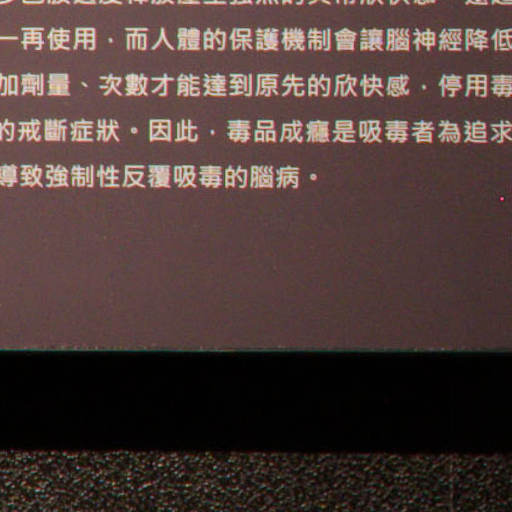 一再使用，而人體的保護機制會讓腦神經降低
加劑量、次數才能達到原先的欣快感，停用毒
的戒斷症狀。因此，毒品成癮是吸毒者為追求
導致強制性反覆吸毒的腦病。